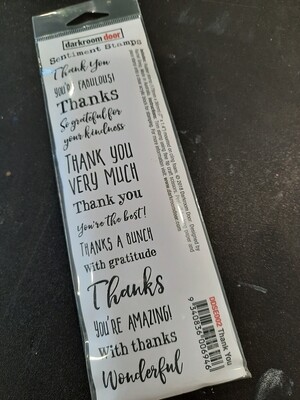 darkroom door
Sentiment Stamps
Thank You
YOU'RE FABULOUS!
Thanks
So grateful for
your kindness
THANK YOU
VERY MUCH
Thank you
You're the best!
THANKS A BUNCH
With gratitude
Thanks
YOU'RE AMAZING!
With thanks
Wonderful
DDSE002 Thank You
9340836006946